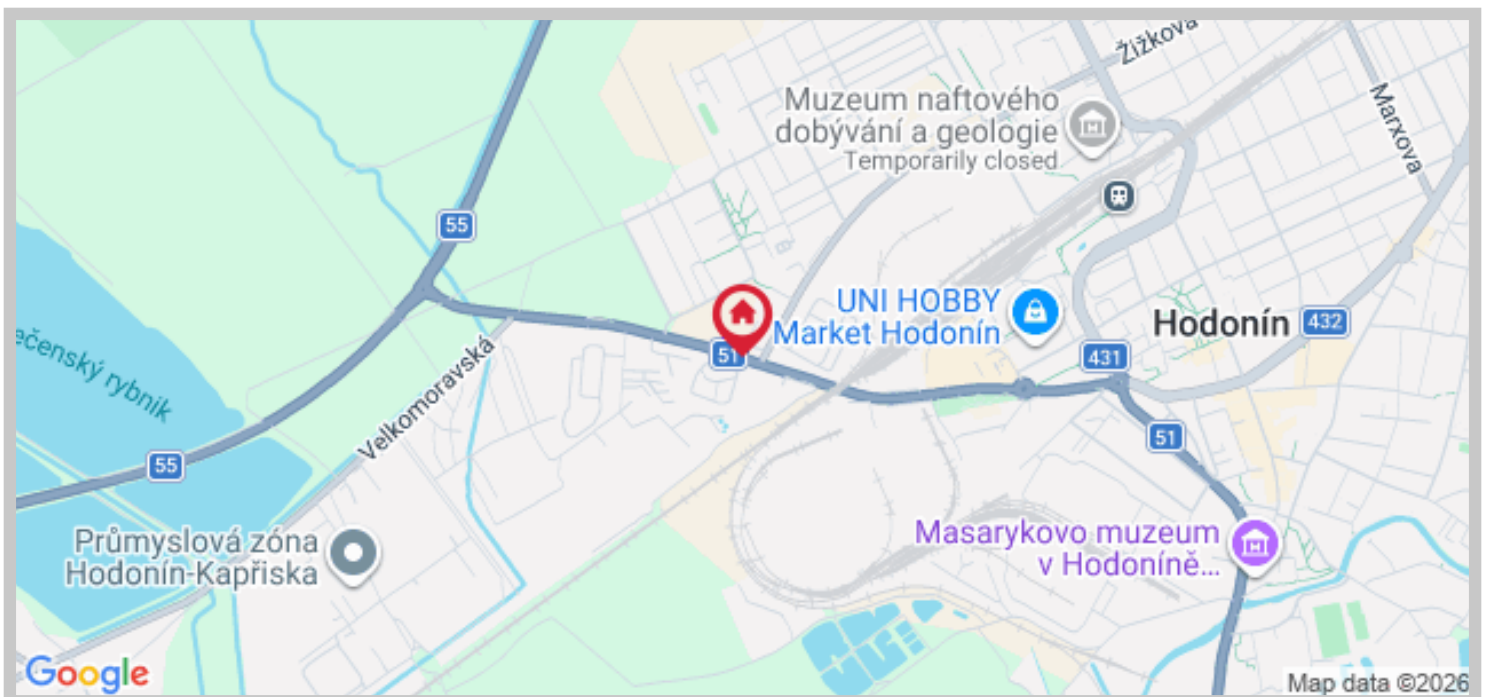 Žižkova
Muzeum naftového
dobývání a geologie
Temporarily closed
Marxova
55
UNI HOBBY
Market Hodonín
Hodonín
432
51
431
ečenský rybník
Velkomoravská
51
55
Průmyslová zóna
Hodonín-Kapřiska
Masarykovo muzeum
v Hodoníně...
Google
Map data ©2026